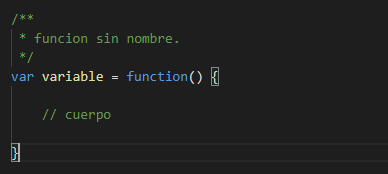 /**
 * funcion sin nombre.
 */
var variable = function() {
// cuerpo
}